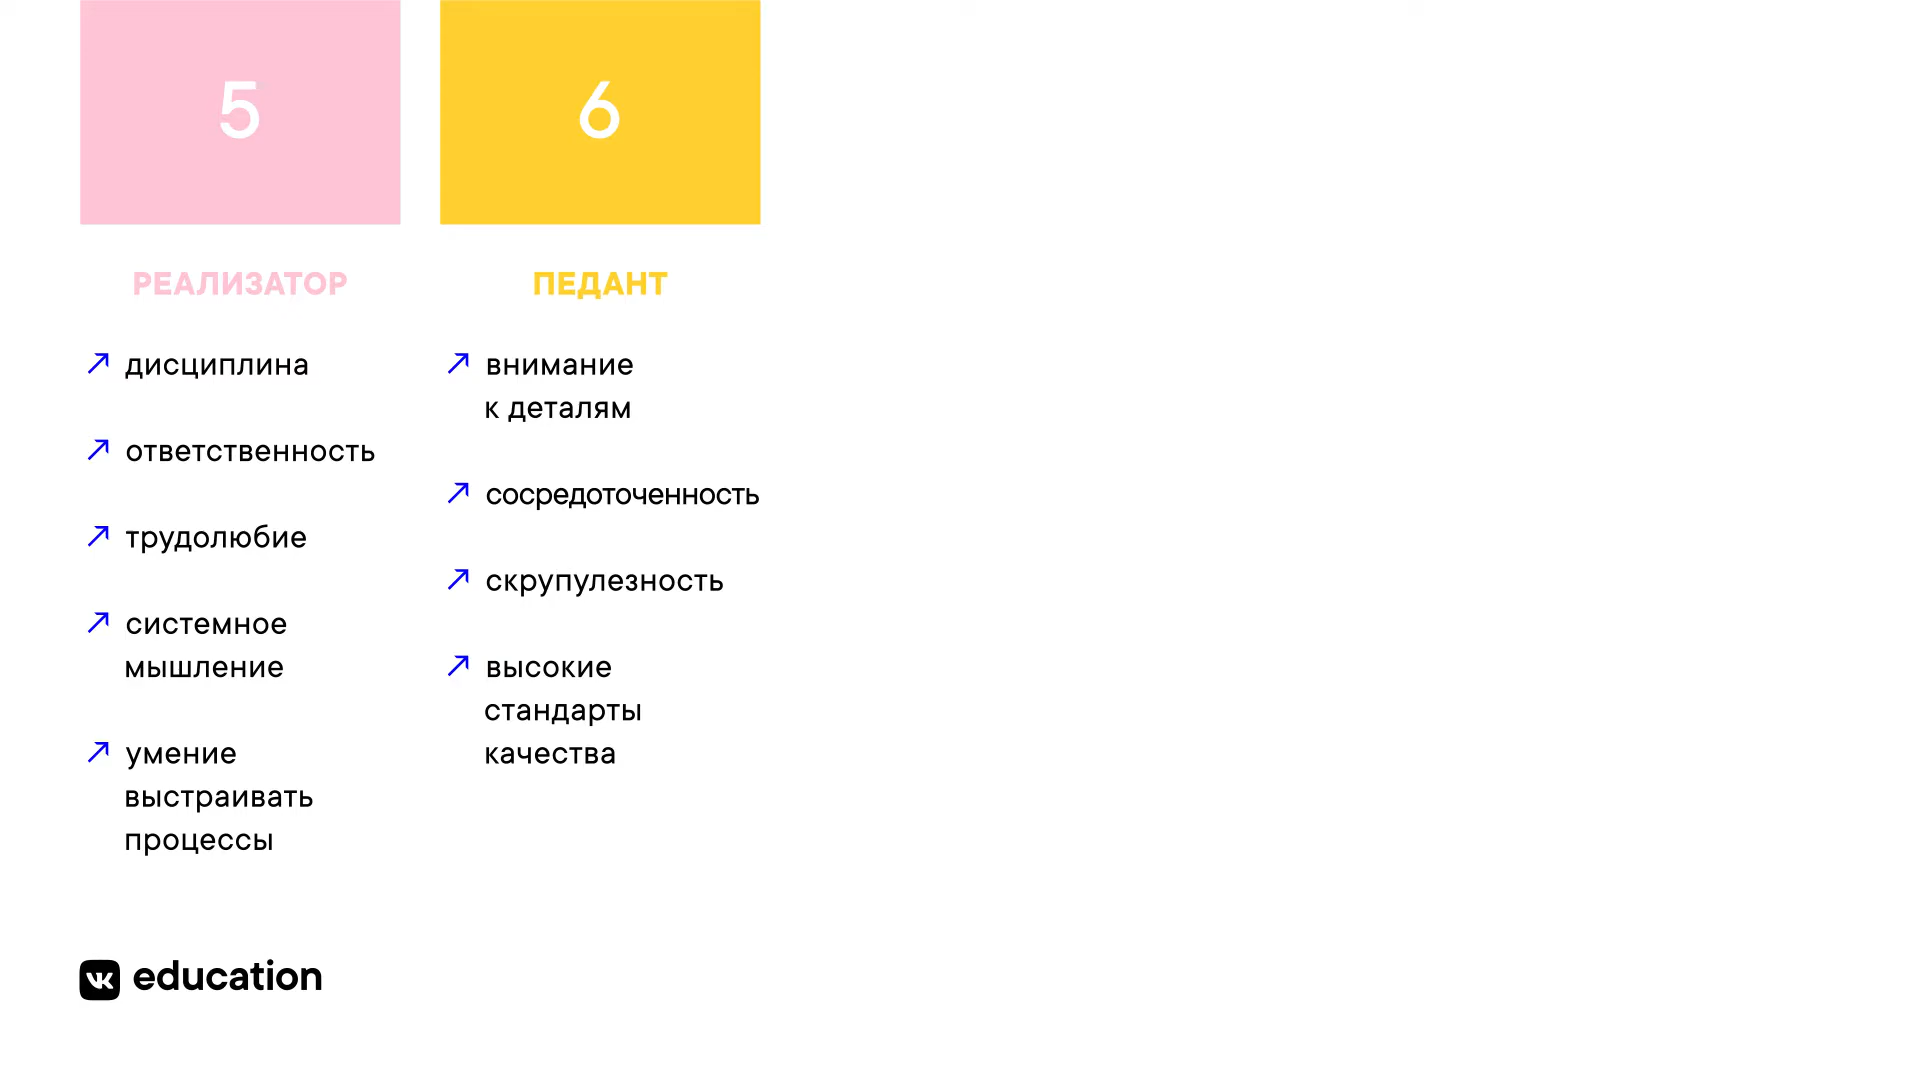 5
РЕАЛИЗАТОР
дисциплина
ответственность
трудолюбие
системное
мышление
умение
выстраивать
процессы
6
ПЕДАНТ
внимание
к деталям
сосредоточенность
скрупулезность
высокие
стандарты
качества
VK education